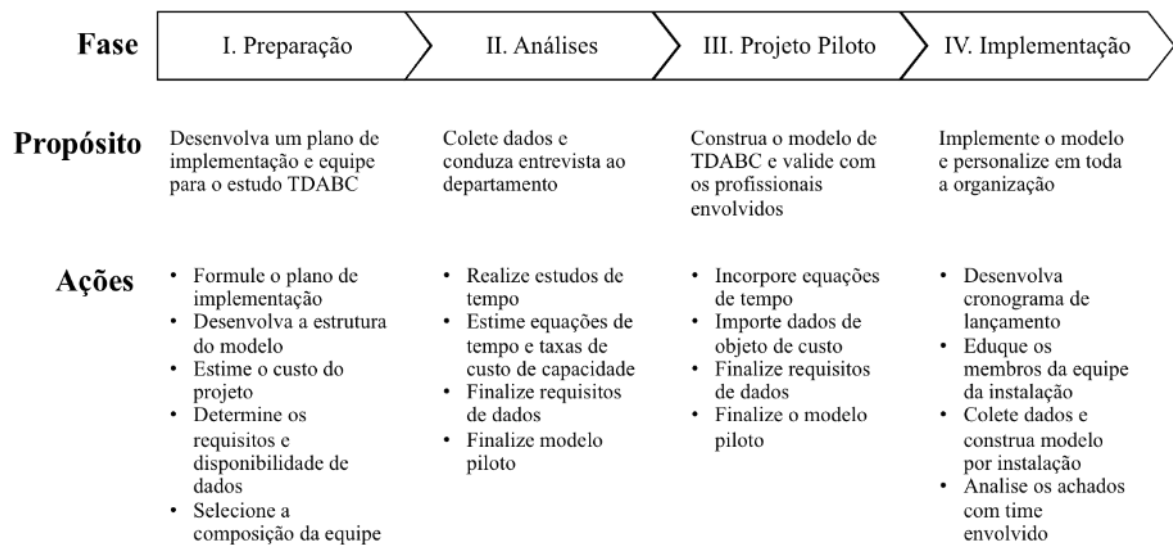 Fase
I. Preparação
II. Análises
III. Projeto Piloto
IV. Implementação
Propósito
Desenvolva um plano de
implementação e equipe
para o estudo TDABC
Colete dados e
conduza entrevista ao
departamento
Construa o modelo de
TDABC e valide com
os profissionais
envolvidos
Implemente o modelo
e personalize em toda
a organização
Ações
• Formule o plano de
implementação
• Desenvolva a estrutura
do modelo
• Estime o custo do
projeto
• Determine os
requisitos e
disponibilidade de
dados
• Selecione a
composição da equipe
• Realize estudos de
tempo
• Estime equações de
tempo e taxas de
custo de capacidade
• Finalize requisitos
de dados
• Finalize modelo
piloto
• Incorpore equações
de tempo
• Importe dados de
objeto de custo
• Finalize requisitos
de dados
• Finalize o modelo
piloto
• Desenvolva
cronograma de
lançamento
• Eduque os
membros da equipe
da instalação
• Colete dados e
construa modelo
por instalação
• Analise os achados
com time
envolvido